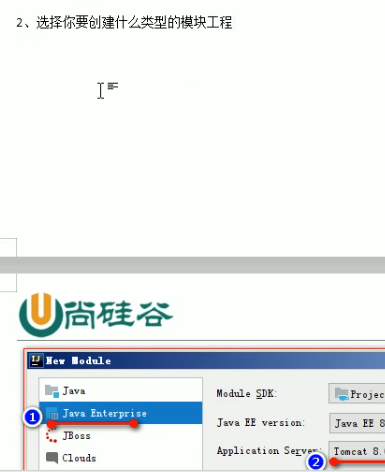 2、选择你要创建什么类型的模块工程
尚硅谷
New Module
Java
Module SDK:
Projec
1
Java Enterprise
Java EE version:
Java EE 8
JBoss
Application Server:
2
Tomcat 8.
Clouds